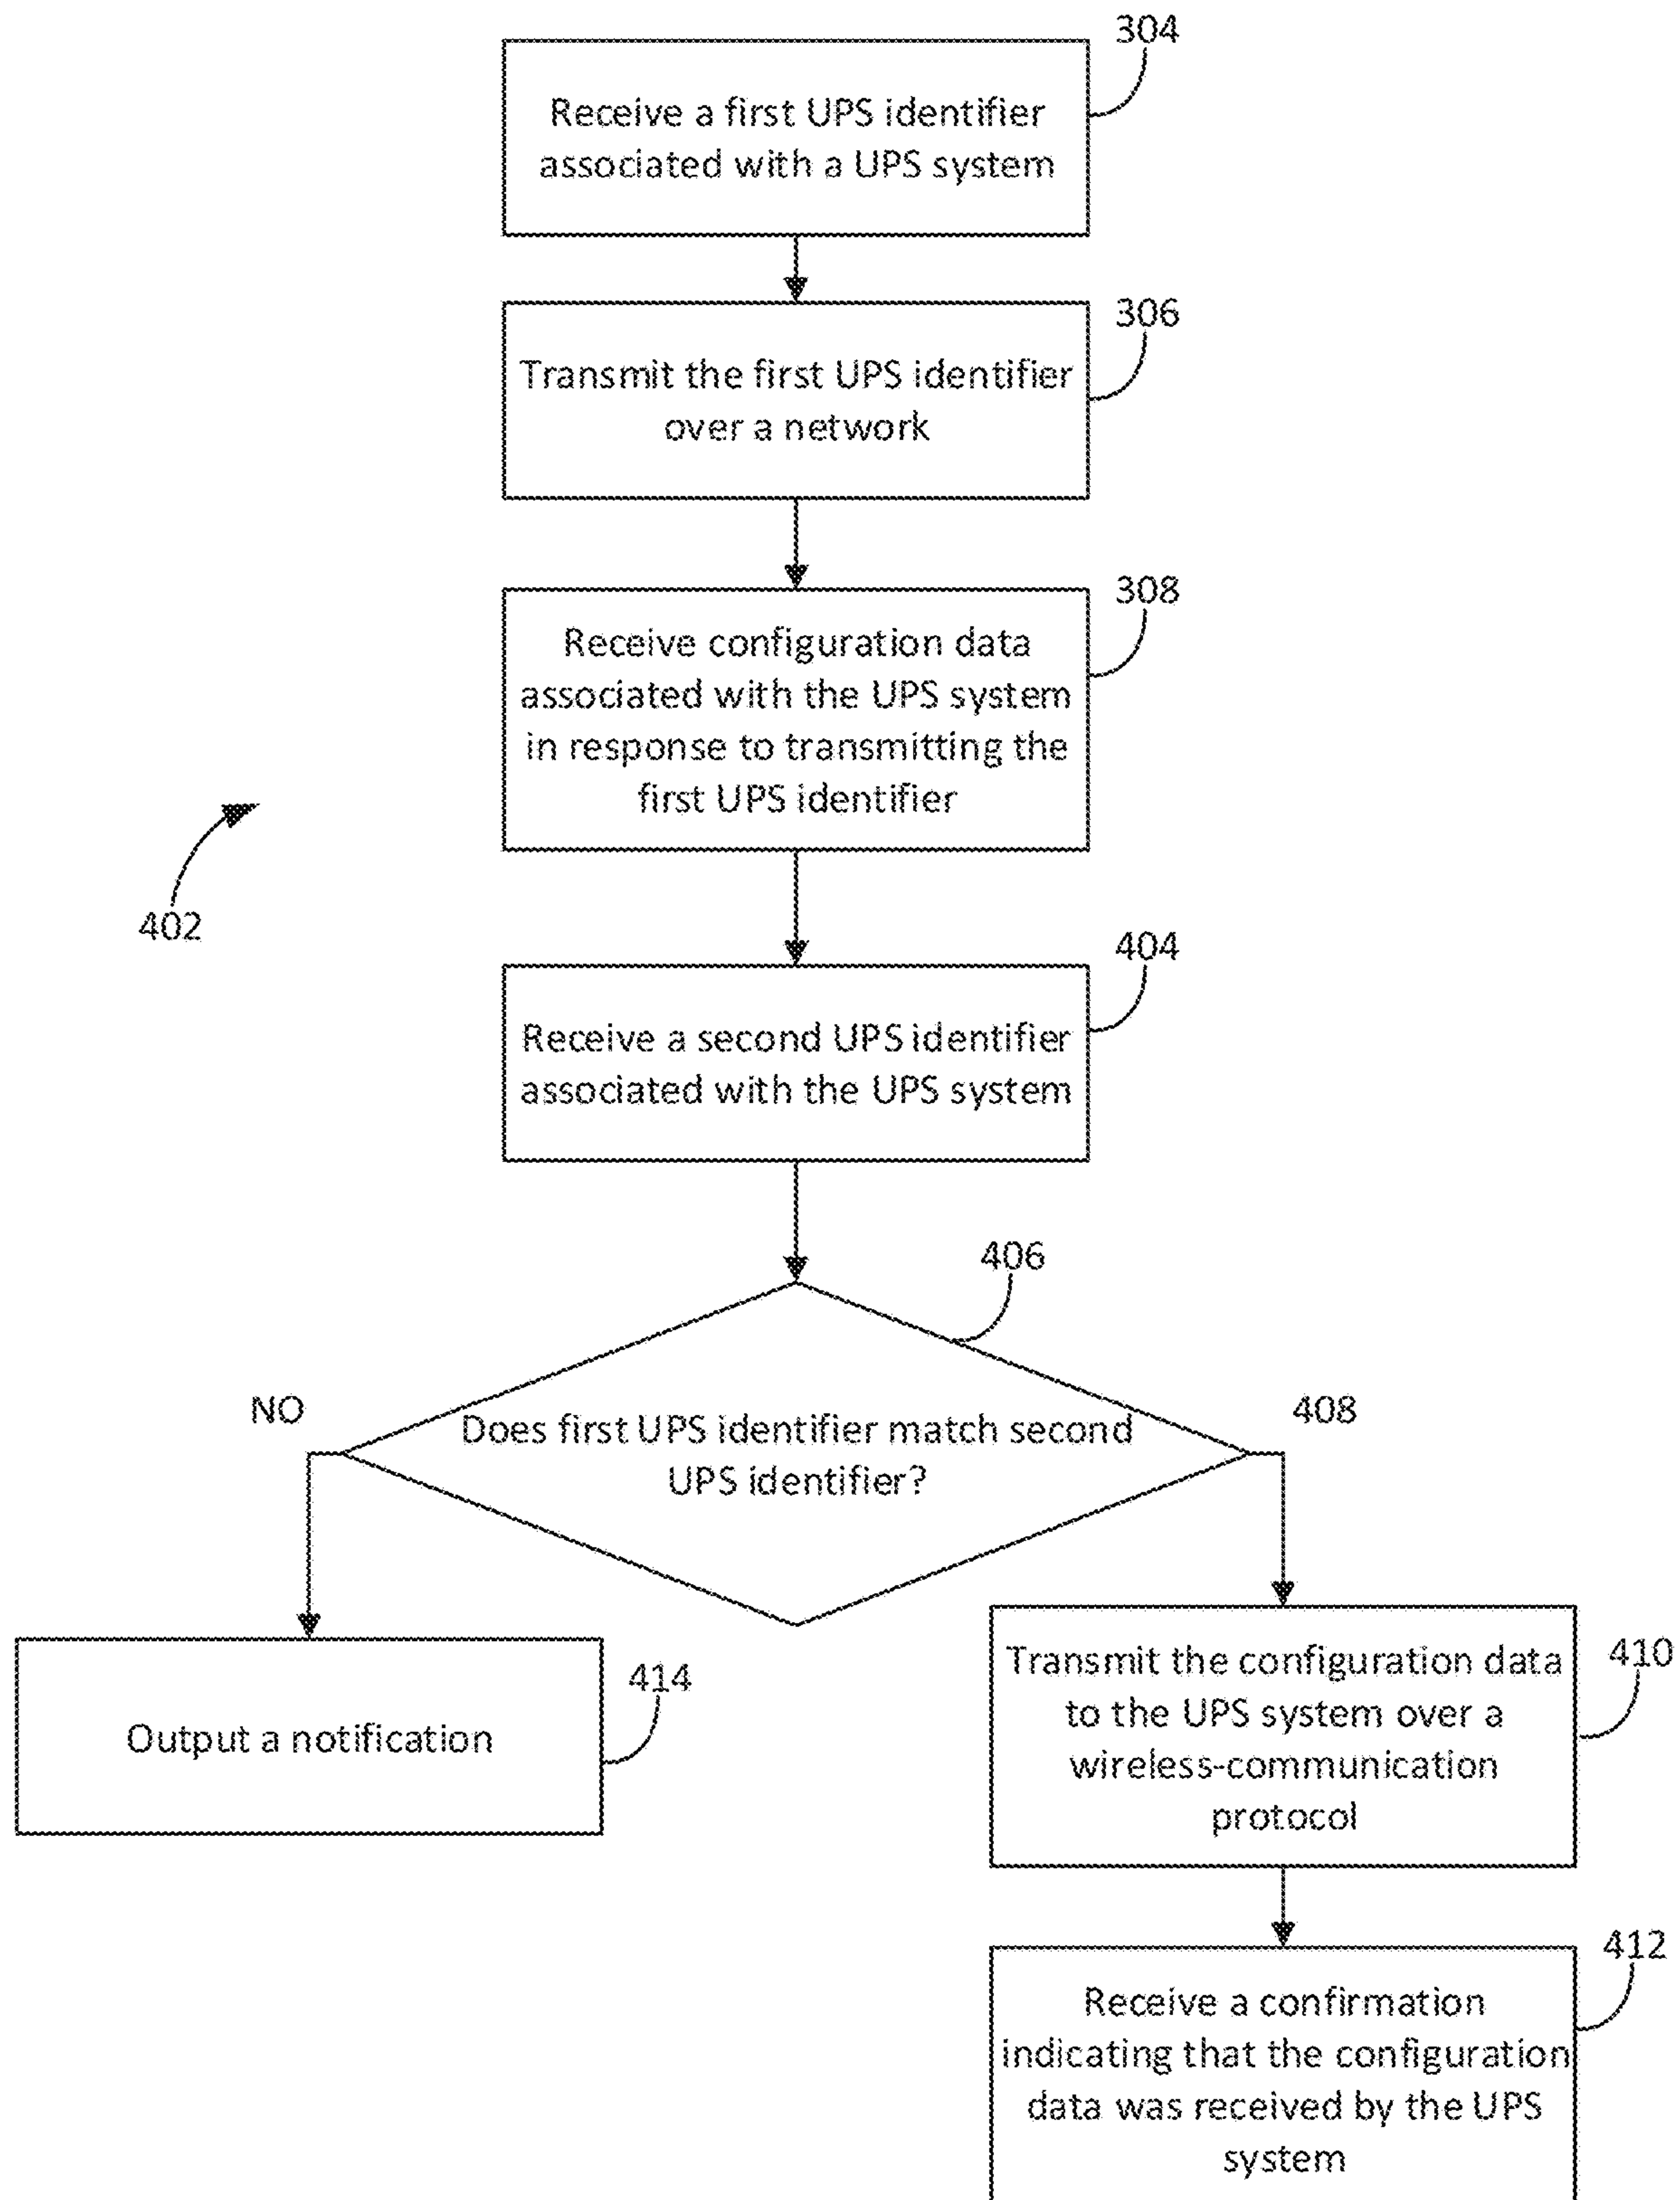 304
Receive a first UPS identifier
associated with a UPS system
306
Transmit the first UPS identifier
over a network
308
Receive configuration data
associated with the UPS system
in response to transmitting the
first UPS identifier
402
404
Receive a second UPS identifier
associated with the UPS system
406
NO
408
Does first UPS identifier match second
UPS identifier?
414
Output a notification
410
Transmit the configuration data
to the UPS system over a
wireless-communication
protocol
412
Receive a confirmation
indicating that the configuration
data was received by the UPS
system